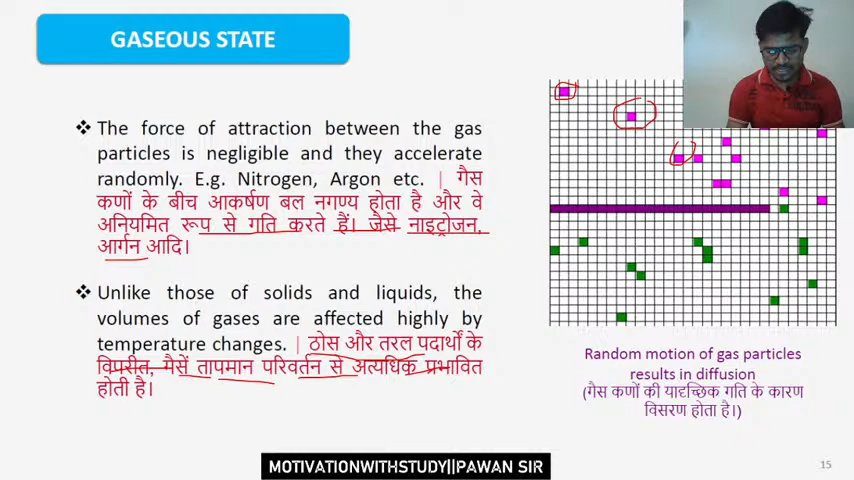 GASEOUS STATE
❖ The force of attraction between the gas
particles is negligible and they accelerate
randomly. E.g. Nitrogen, Argon etc. | गैस
कणों के बीच आकर्षण बल नगण्य होता है और वे
अनियमित रूप से गति करते हैं। जैसे नाइट्रोजन,
आर्गन आदि।
❖ Unlike those of solids and liquids, the
volumes of gases are affected highly by
temperature changes. | ठोस और तरल पदार्थों के
विपरीत, गैसें तापमान परिवर्तन से अत्यधिक प्रभावित
होती है।
Random motion of gas particles
results in diffusion
(गैस कणों की यादृच्छिक गति के कारण
विसरण होता है।)
MOTIVATIONWITHSTUDY||PAWAN SIR
15